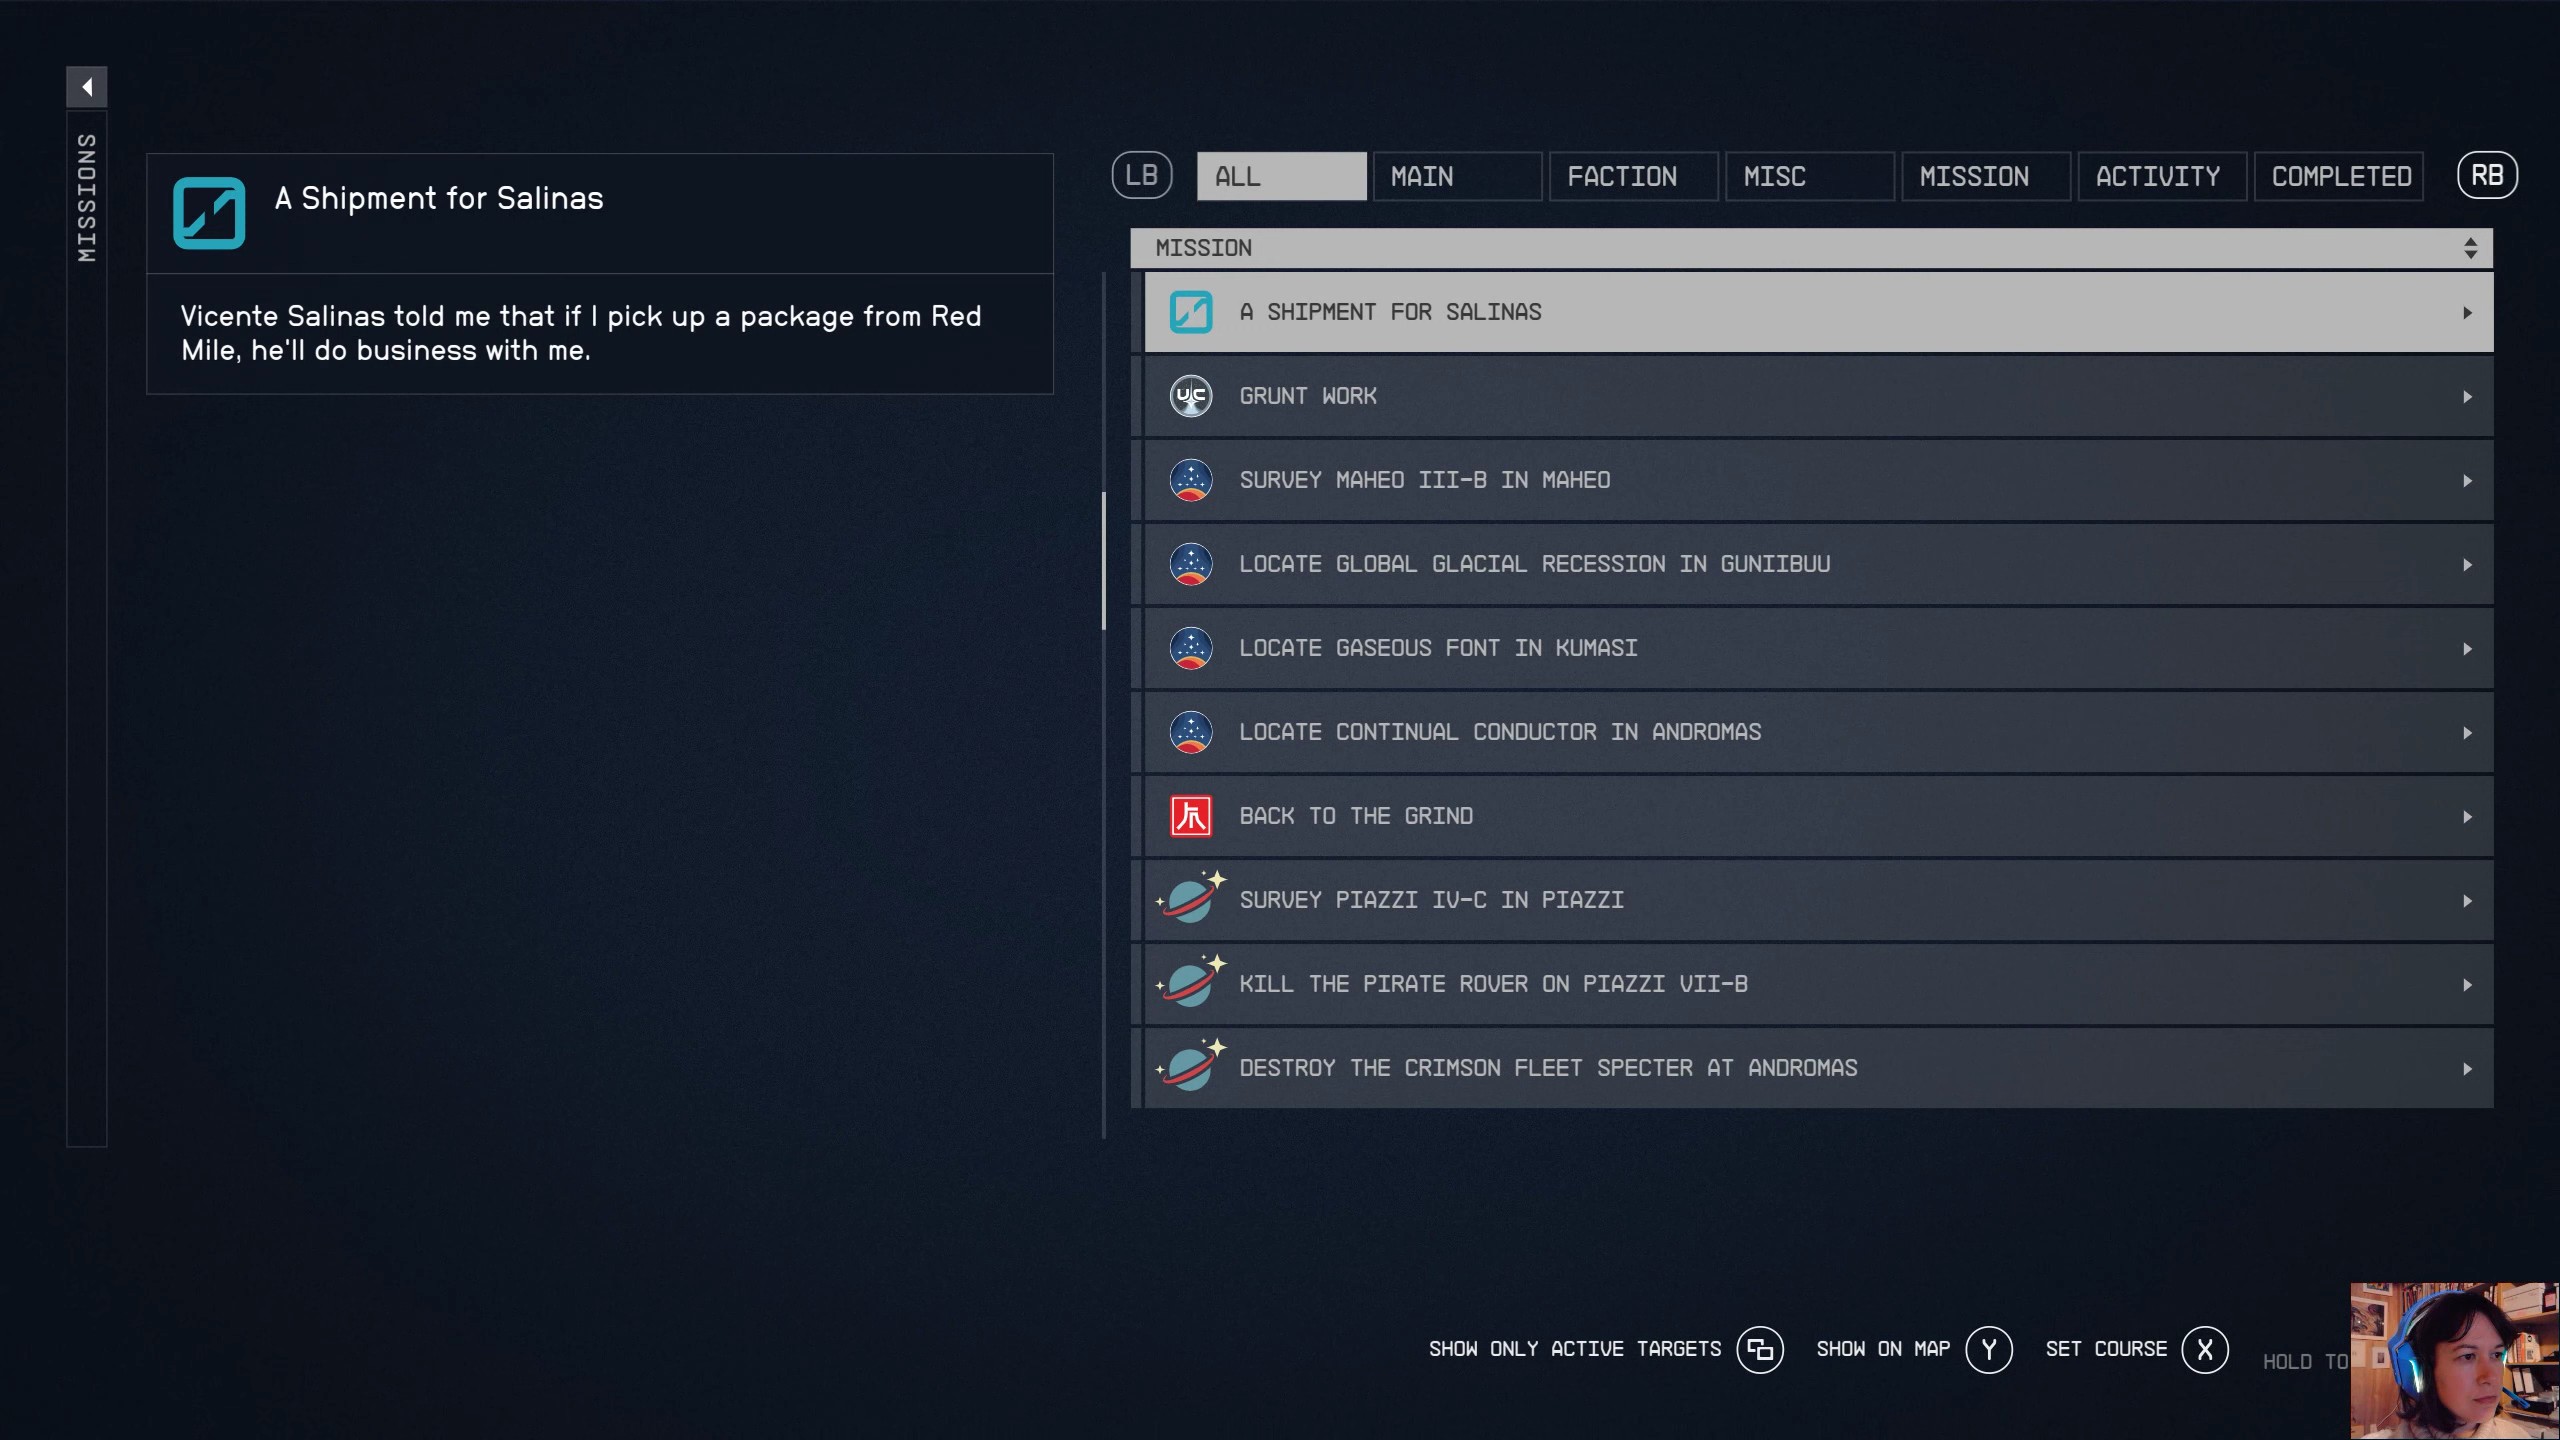 MISSIONS
A Shipment for Salinas
Vicente Salinas told me that if I pick up a package from Red
Mile, he'll do business with me.
LB ALL MAIN FACTION MISC MISSION ACTIVITY COMPLETED RB
MISSION
A SHIPMENT FOR SALINAS
UC GRUNT WORK
SURVEY MAHEO III-B IN MAHEO
LOCATE GLOBAL GLACIAL RECESSION IN GUNIIBUU
LOCATE GASEOUS FONT IN KUMASI
LOCATE CONTINUAL CONDUCTOR IN ANDROMAS
BACK TO THE GRIND
SURVEY PIAZZI IV-C IN PIAZZI
KILL THE PIRATE ROVER ON PIAZZI VII-B
DESTROY THE CRIMSON FLEET SPECTER AT ANDROMAS
SHOW ONLY ACTIVE TARGETS SHOW ON MAP Y SET COURSE X HOLD TO